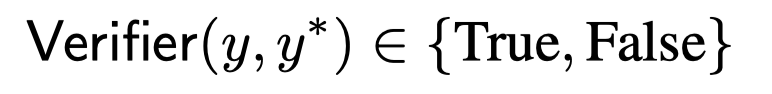 Verifier(y, y*) ∈ {True, False}